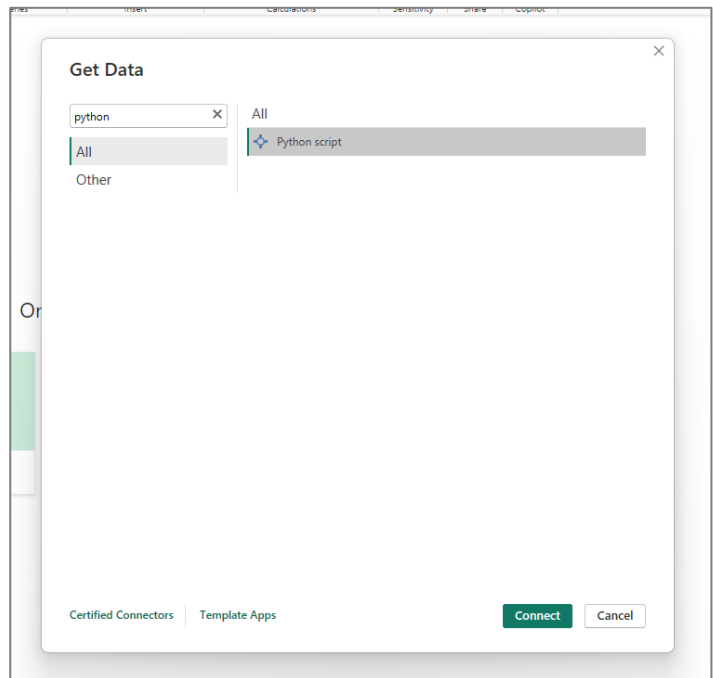 Insert Calculations Sensitivity Share Copilot
Get Data
python
All
Python script
All
Other
Or
Certified Connectors Template Apps Connect Cancel